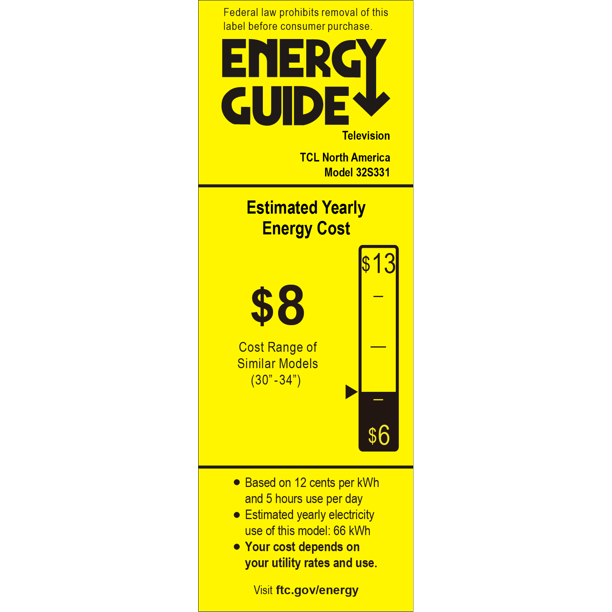 Federal law prohibits removal of this
label before consumer purchase.
ENERGY
GUIDE
Television
TCL North America
Model 32S331
Estimated Yearly
Energy Cost
$13
$8
Cost Range of
Similar Models
(30”-34”)
$6
● Based on 12 cents per kWh
and 5 hours use per day
● Estimated yearly electricity
use of this model: 66 kWh
● Your cost depends on
your utility rates and use.
Visit ftc.gov/energy